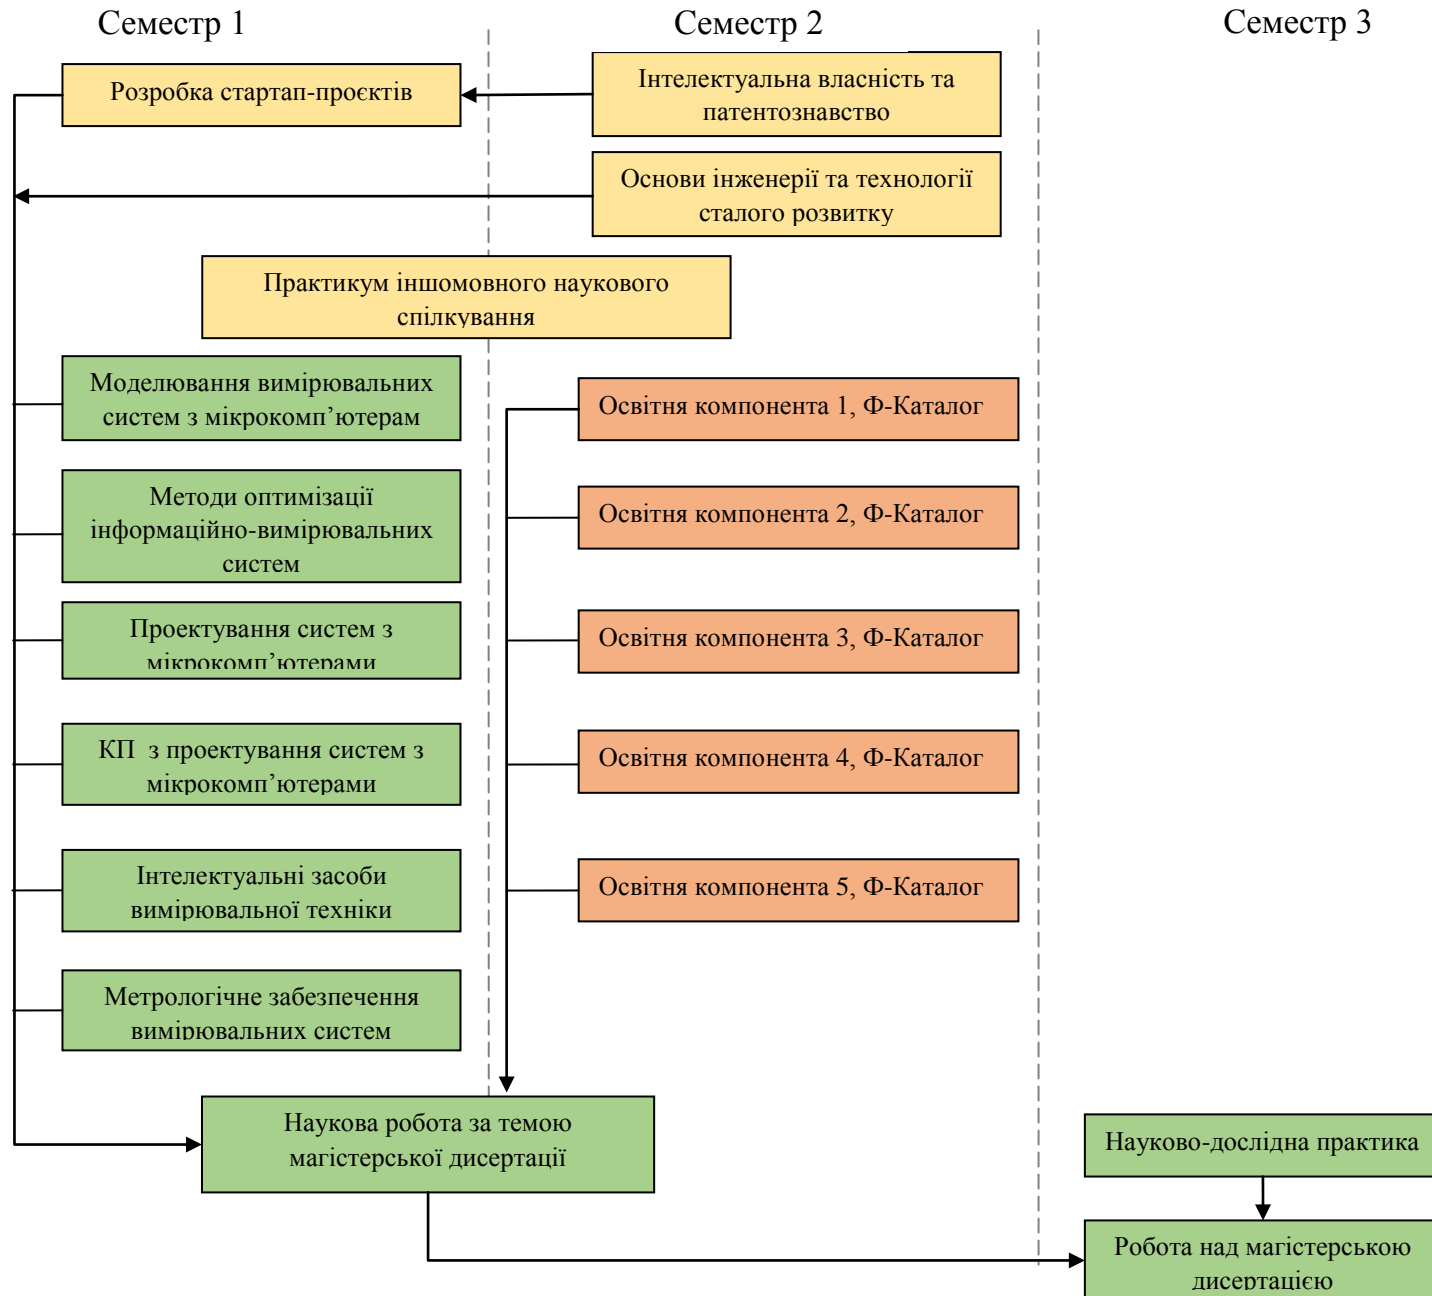 Семестр 1
Семестр 2
Семестр 3
Розробка стартап-проєктів
Інтелектуальна власність та
патентознавство
Основи інженерії та технології
сталого розвитку
Практикум іншомовного наукового
спілкування
Моделювання вимірювальних
систем з мікрокомп’ютерам
Методи оптимізації
інформаційно-вимірювальних
систем
Проектування систем з
мікрокомп’ютерами
КП з проектування систем з
мікрокомп’ютерами
Інтелектуальні засоби
вимірювальної техніки
Метрологічне забезпечення
вимірювальних систем
Освітня компонента 1, Ф-Каталог
Освітня компонента 2, Ф-Каталог
Освітня компонента 3, Ф-Каталог
Освітня компонента 4, Ф-Каталог
Освітня компонента 5, Ф-Каталог
Наукова робота за темою
магістерської дисертації
Науково-дослідна практика
Робота над магістерською
дисертацією